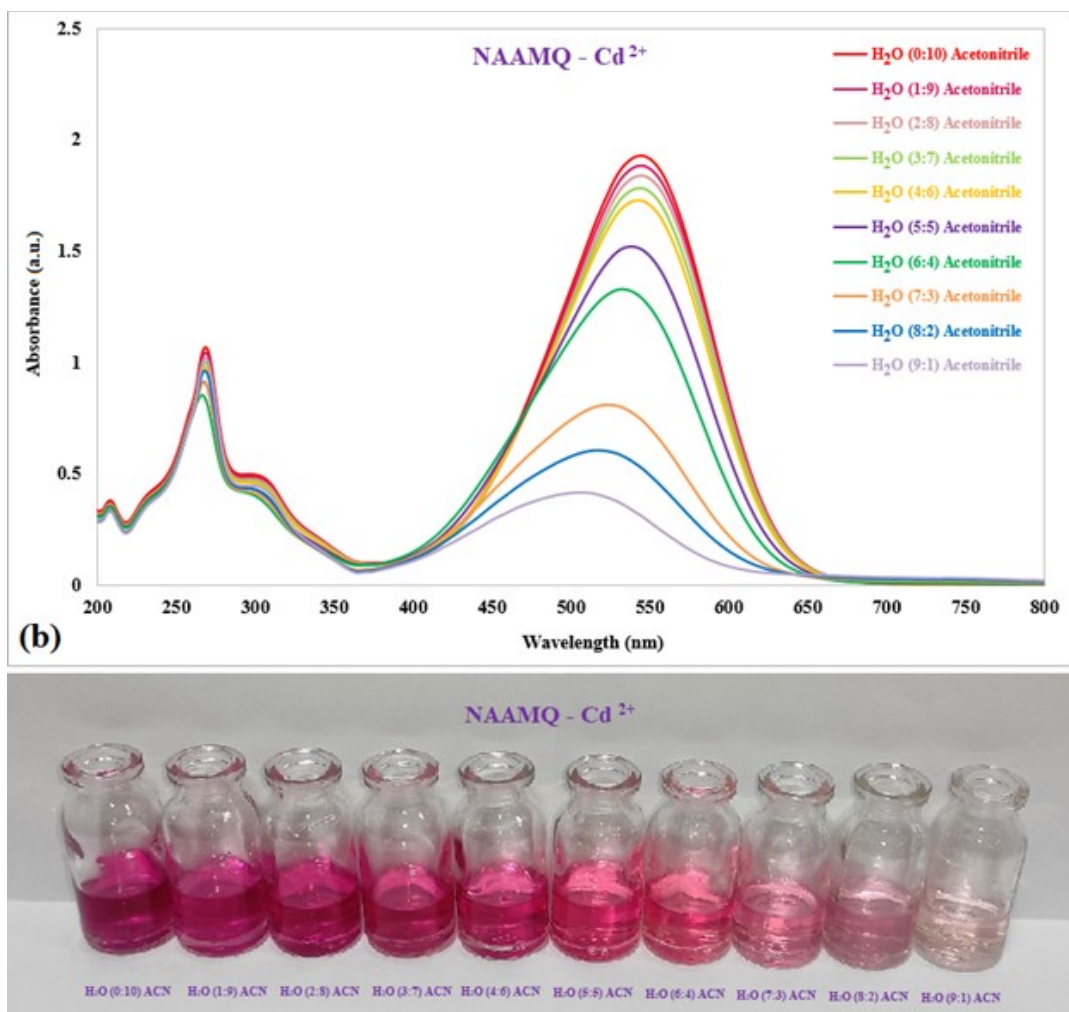 2.5
NAAMQ - Cd 2+
H2O (0:10) Acetonitrile
H2O (1:9) Acetonitrile
H2O (2:8) Acetonitrile
H2O (3:7) Acetonitrile
H2O (4:6) Acetonitrile
H2O (5:5) Acetonitrile
H2O (6:4) Acetonitrile
H2O (7:3) Acetonitrile
H2O (8:2) Acetonitrile
H2O (9:1) Acetonitrile
2
1.5
1
0.5
0
Absorbance (a.u.)
200 250 300 350 400 450 500 550 600 650 700 750 800
Wavelength (nm)
(b)
NAAMQ - Cd 2+
H2O (0:10) ACN H2O (1:9) ACN H2O (2:8) ACN H2O (3:7) ACN H2O (4:6) ACN H2O (5:5) ACN H2O (6:4) ACN H2O (7:3) ACN H2O (8:2) ACN H2O (9:1) ACN